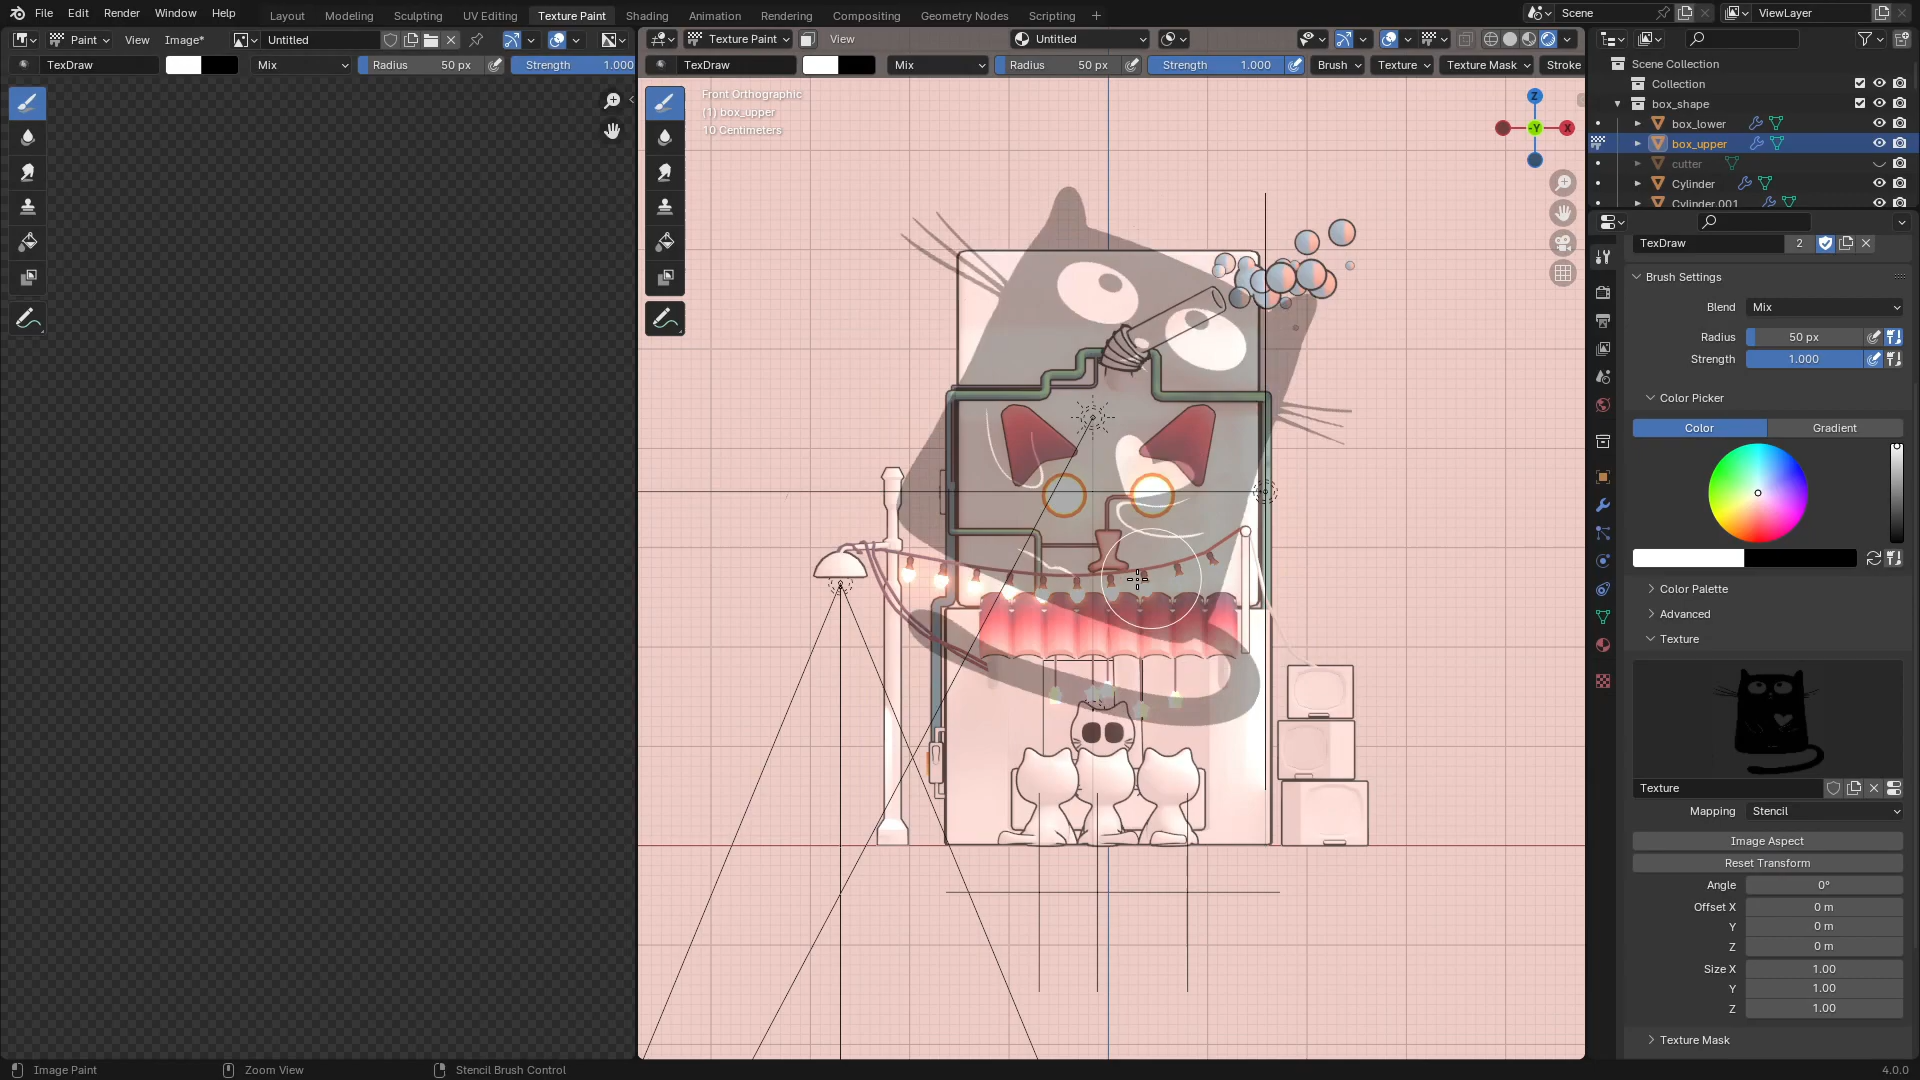 File Edit Render Window Help Layout Modeling Sculpting UV Editing Texture Paint Shading Animation Rendering Compositing Geometry Nodes Scripting + Scene ViewLayer
Paint View Image* Untitled
TexDraw Mix Radius 50 px Strength 1.000
Texture Paint View Untitled
TexDraw Mix Radius 50 px Strength 1.000 Brush Texture Texture Mask Stroke
Front Orthographic
(1) box_upper
10 Centimeters
Z
-Y
X
Scene Collection
Collection
box_shape
box_lower
box_upper
cutter
Cylinder
Cylinder.001
TexDraw 2
Brush Settings
Blend Mix
Radius 50 px
Strength 1.000
Color Picker
Color Gradient
Color Palette
Advanced
Texture
Texture
Mapping Stencil
Image Aspect
Reset Transform
Angle 0°
Offset X 0 m
Y 0 m
Z 0 m
Size X 1.00
Y 1.00
Z 1.00
Texture Mask
Image Paint Zoom View Stencil Brush Control 4.0.0